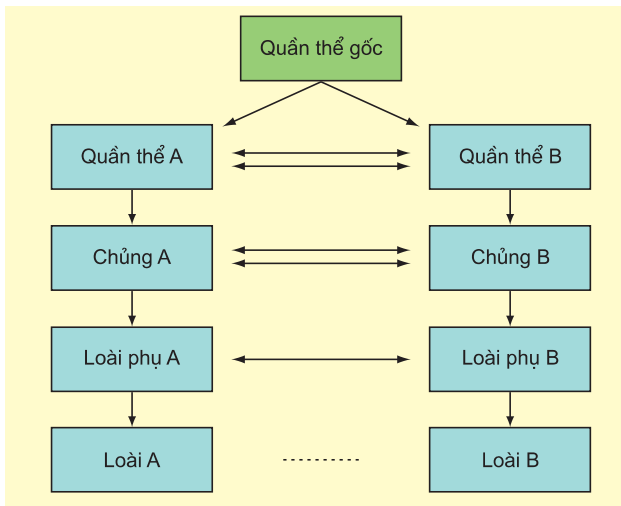 Quần thể gốc
Quần thể A
Quần thể B
Chủng A
Chủng B
Loài phụ A
Loài phụ B
Loài A
Loài B